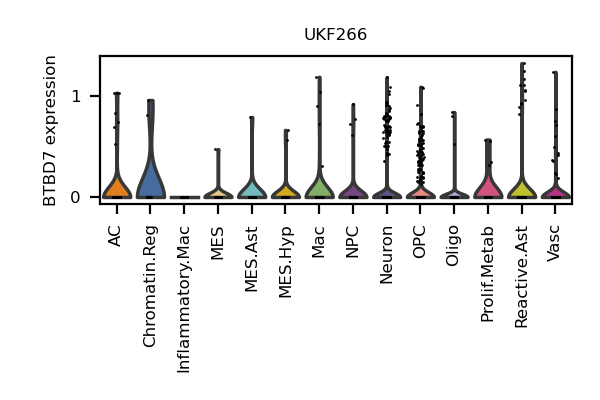 UKF266
BTBD7 expression
1
0
AC
Chromatin.Reg
Inflammatory.Mac
MES
MES.Ast
MES.Hyp
Mac
NPC
Neuron
OPC
Oligo
Prolif.Metab
Reactive.Ast
Vasc